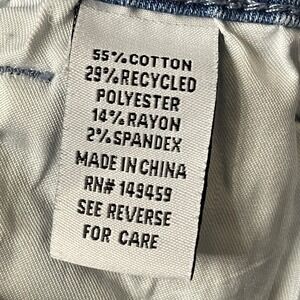 55%COTTON
29%RECYCLED
POLYESTER
14%RAYON
2%SPANDEX
MADE IN CHINA
RN# 149459
SEE REVERSE
FOR CARE